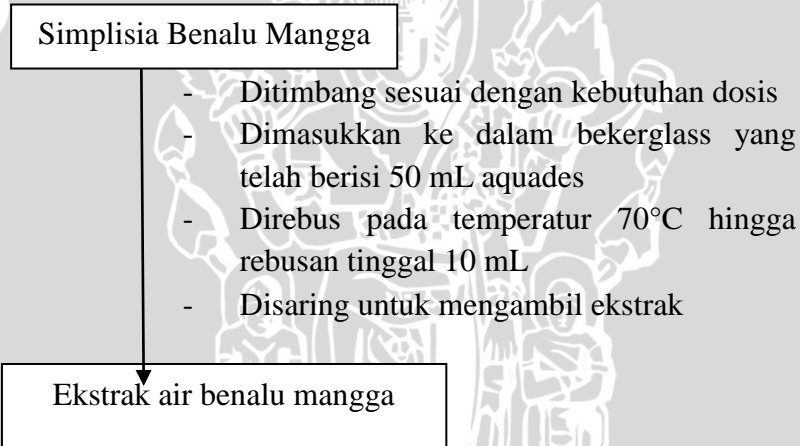 Simplisia Benalu Mangga
- Ditimbang sesuai dengan kebutuhan dosis
- Dimasukkan ke dalam bekerglass yang
telah berisi 50 mL aquades
- Direbus pada temperatur 70°C hingga
rebusan tinggal 10 mL
- Disaring untuk mengambil ekstrak
Ekstrak air benalu mangga